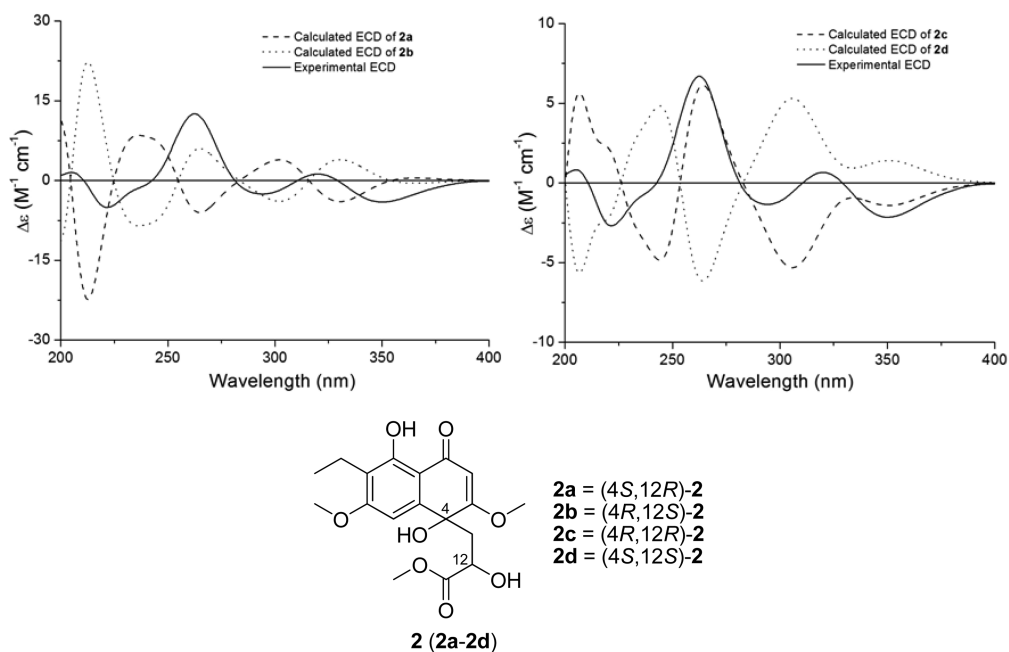 30
15
0
-15
-30
Δε (M⁻¹ cm⁻¹)
Calculated ECD of 2a
Calculated ECD of 2b
Experimental ECD
200 250 300 350 400
Wavelength (nm)
10
5
0
-5
-10
Δε (M⁻¹ cm⁻¹)
Calculated ECD of 2c
Calculated ECD of 2d
Experimental ECD
200 250 300 350 400
Wavelength (nm)
OH O
O 4 O
HO
12
O OH
O
2a = (4S,12R)-2
2b = (4R,12S)-2
2c = (4R,12R)-2
2d = (4S,12S)-2
2 (2a-2d)